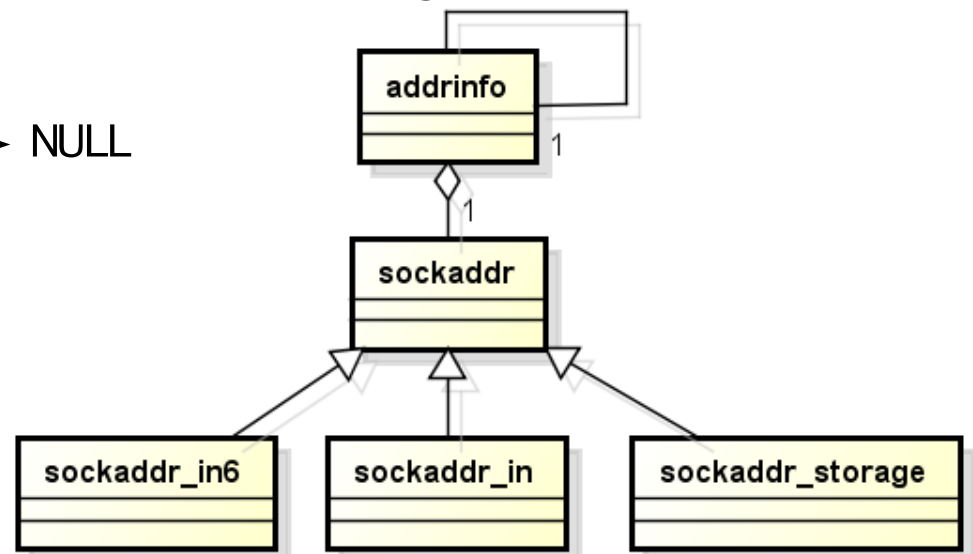 addrinfo
NULL
1
1
sockaddr
sockaddr_in6
sockaddr_in
sockaddr_storage